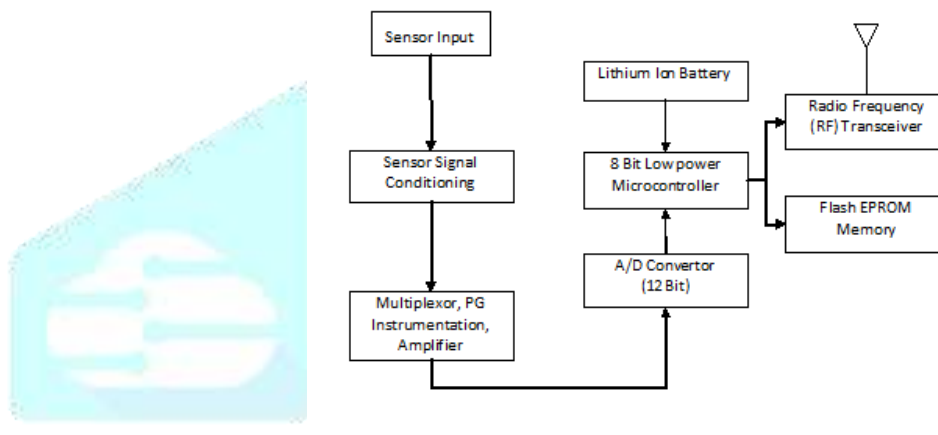 Sensor Input
Sensor Signal
Conditioning
Multiplexor, PG
Instrumentation,
Amplifier
Lithium Ion Battery
8 Bit Low power
Microcontroller
A/D Convertor
(12 Bit)
Radio Frequency
(RF) Transceiver
Flash EPROM
Memory